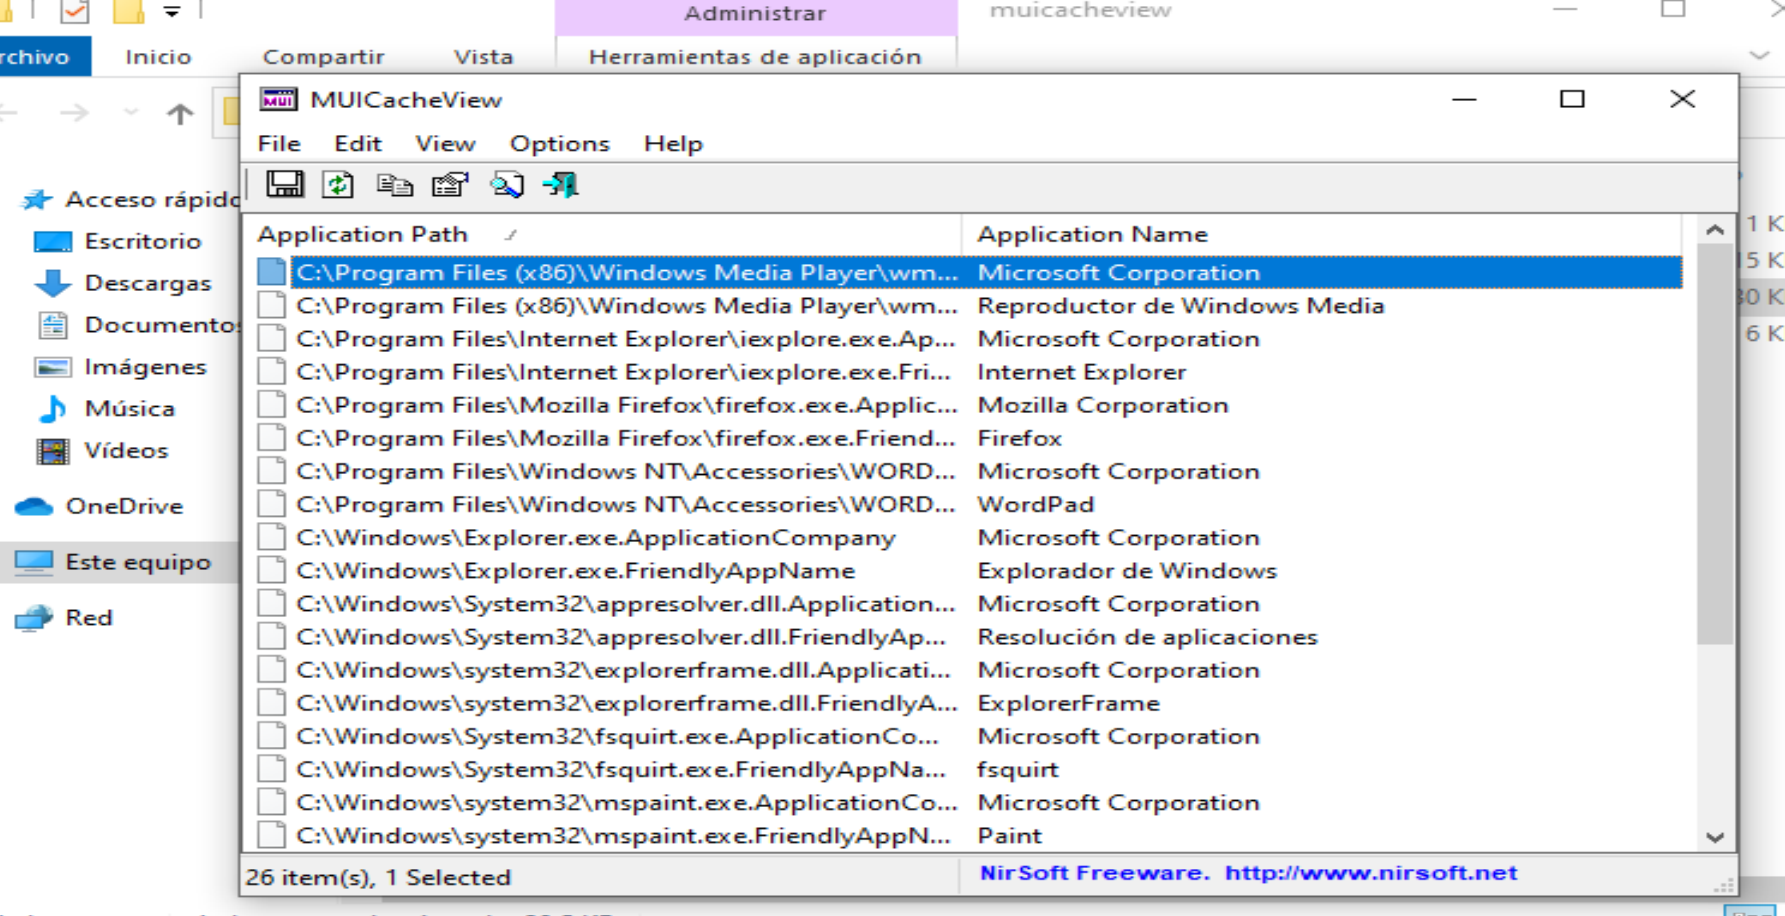 Administrar
muicacheview
rchivo
Inicio
Compartir
Vista
Herramientas de aplicación
MUICacheView
File
Edit
View
Options
Help
Acceso rápido
Escritorio
Descargas
Documentos
Imágenes
Música
Vídeos
OneDrive
Este equipo
Red
Application Path
Application Name
C:\Program Files (x86)\Windows Media Player\wm... Microsoft Corporation
C:\Program Files (x86)\Windows Media Player\wm... Reproductor de Windows Media
C:\Program Files\Internet Explorer\iexplore.exe.Ap... Microsoft Corporation
C:\Program Files\Internet Explorer\iexplore.exe.Fri... Internet Explorer
C:\Program Files\Mozilla Firefox\firefox.exe.Applic... Mozilla Corporation
C:\Program Files\Mozilla Firefox\firefox.exe.Friend... Firefox
C:\Program Files\Windows NT\Accessories\WORD... Microsoft Corporation
C:\Program Files\Windows NT\Accessories\WORD... WordPad
C:\Windows\Explorer.exe.ApplicationCompany Microsoft Corporation
C:\Windows\Explorer.exe.FriendlyAppName Explorador de Windows
C:\Windows\System32\appresolver.dll.Application... Microsoft Corporation
C:\Windows\System32\appresolver.dll.FriendlyAp... Resolución de aplicaciones
C:\Windows\system32\explorerframe.dll.Applicati... Microsoft Corporation
C:\Windows\system32\explorerframe.dll.FriendlyA... ExplorerFrame
C:\Windows\System32\fsquirt.exe.ApplicationCo... Microsoft Corporation
C:\Windows\System32\fsquirt.exe.FriendlyAppNa... fsquirt
C:\Windows\system32\mspaint.exe.ApplicationCo... Microsoft Corporation
C:\Windows\system32\mspaint.exe.FriendlyAppN... Paint
1 K
15 K
30 K
6 K
26 item(s), 1 Selected
NirSoft Freeware. http://www.nirsoft.net